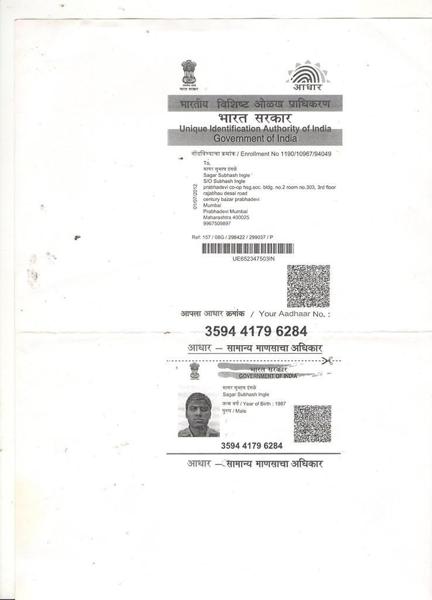 भारत सरकार
आधार
भारतीय विशिष्ट ओळख प्राधिकरण
भारत सरकार
Unique Identification Authority of India
Government of India
नोंदविण्याचा क्रमांक / Enrollment No 1190/10967/94049
To,
सागर सुभाष इंगळे
Sagar Subhash Ingle
S/O Subhash Ingle
prabhadevi co-op hsg.soc. bldg. no.2 room no.303, 3rd floor
rajabhau desai road
century bazar prabhadevi
Mumbai
Prabhadevi Mumbai
Maharashtra 400025
9967509897
01/07/2012
Ref: 157 / 08G / 298422 / 299037 / P
UE652347503IN
आपला आधार क्रमांक / Your Aadhaar No. :
3594 4179 6284
आधार — सामान्य माणसाचा अधिकार
भारत सरकार
GOVERNMENT OF INDIA
सागर सुभाष इंगळे
Sagar Subhash Ingle
जन्म वर्ष / Year of Birth : 1987
पुरुष / Male
3594 4179 6284
आधार — सामान्य माणसाचा अधिकार